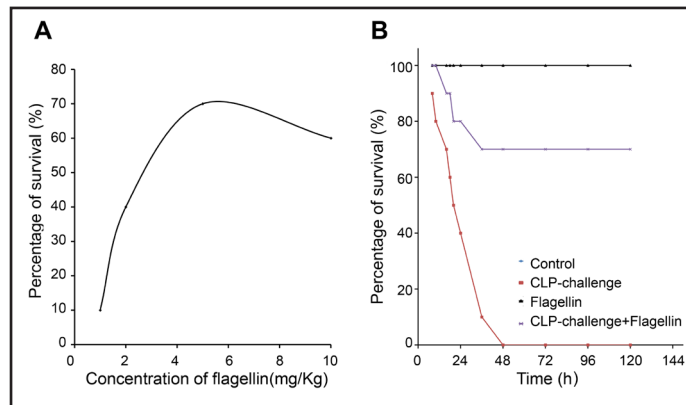 A
Percentage of survival (%)
80
70
60
50
40
30
20
10
0
0 2 4 6 8 10
Concentration of flagellin(mg/Kg)
B
Percentage of survival (%)
100
80
60
40
20
0
0 24 48 72 96 120 144
Time (h)
Control
CLP-challenge
Flagellin
CLP-challenge+Flagellin